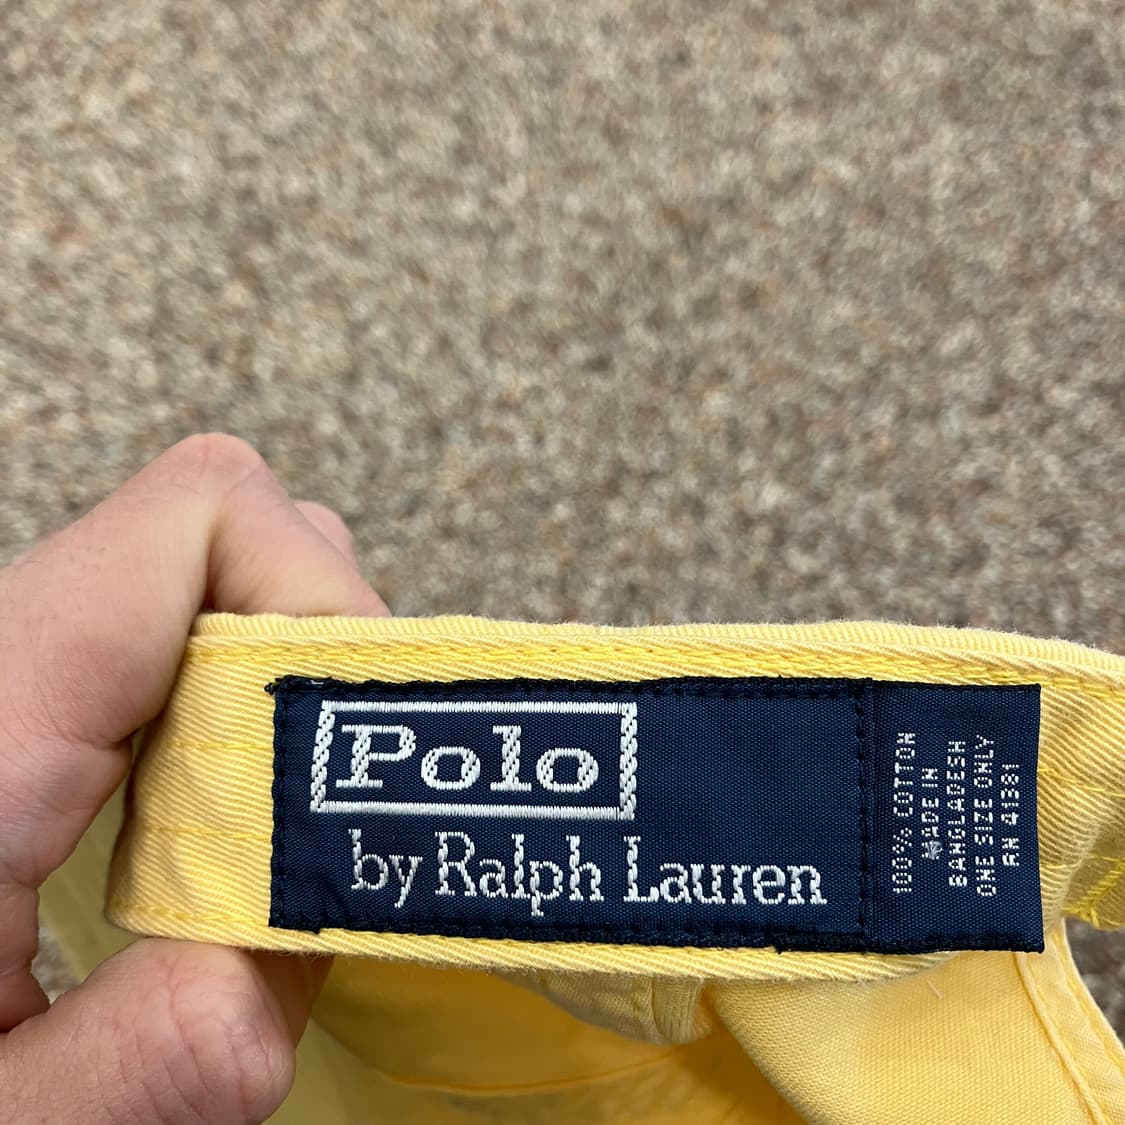 Polo
by Ralph Lauren
100% COTTON
MADE IN
BANGLADESH
ONE SIZE ONLY
RN 41381